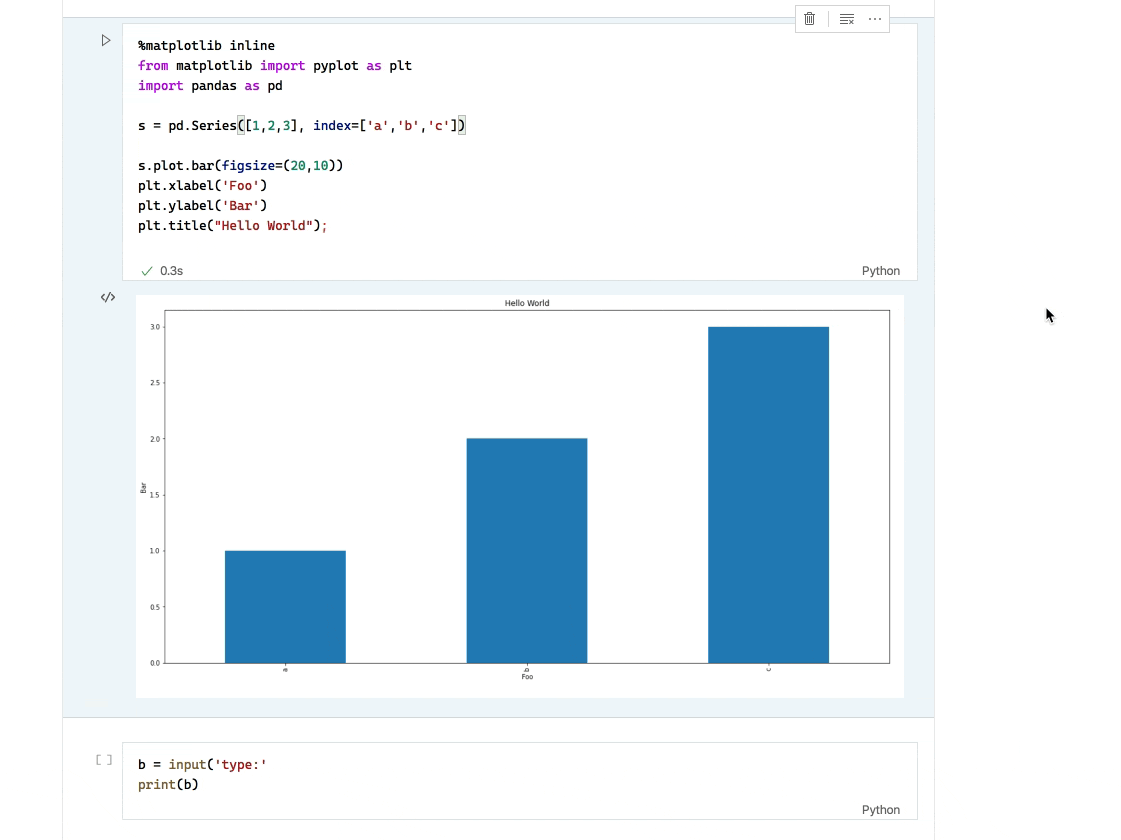 %matplotlib inline
from matplotlib import pyplot as plt
import pandas as pd
s = pd.Series([1,2,3], index=['a','b','c'])
s.plot.bar(figsize=(20,10))
plt.xlabel('Foo')
plt.ylabel('Bar')
plt.title("Hello World");
0.3s
Python
Hello World
3.0
2.5
2.0
1.5
1.0
0.5
0.0
Bar
a
b
c
Foo
[ ]
b = input('type:'
print(b)
Python